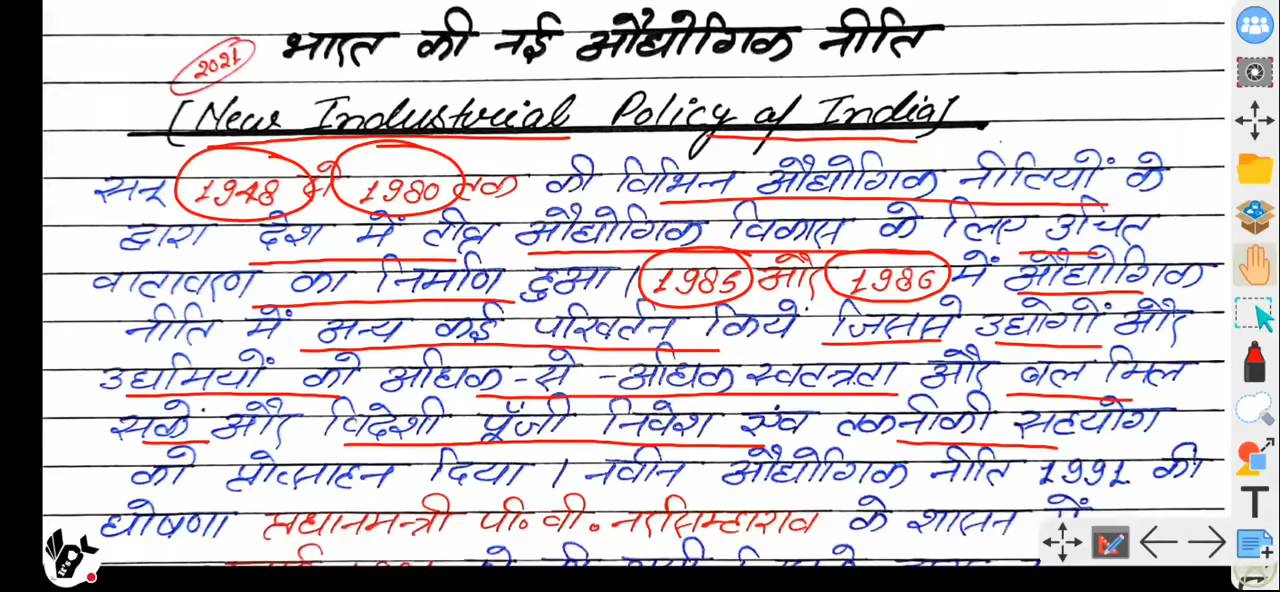 भारत की नई औद्योगिक नीति
2021
[New Industrial Policy of India]
सन् 1948 से 1980 तक की विभिन्न औद्योगिक नीतियों के
द्वारा देश में तीव्र औद्योगिक विकास के लिए उचित
वातावरण का निर्माण हुआ। 1985 और 1986 में औद्योगिक
नीति में अन्य कई परिवर्तन किये जिससे उद्योगों और
उद्यमियों को अधिक-से-अधिक स्वतन्त्रता और बल मिल
सकें और विदेशी पूँजी निवेश एंव तकनीकी सहयोग
को प्रोत्साहन दिया। नवीन औद्योगिक नीति 1991 की
घोषणा प्रधानमन्त्री पी. वी. नरसिम्हाराव के शासन में